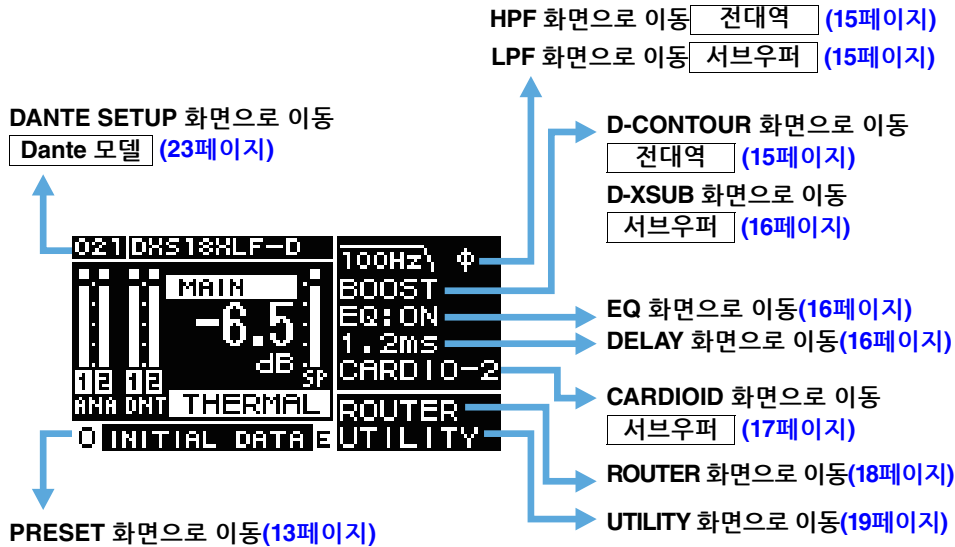 HPF 화면으로 이동 전대역 (15페이지)
LPF 화면으로 이동 서브우퍼 (15페이지)
DANTE SETUP 화면으로 이동
Dante 모델 (23페이지)
D-CONTOUR 화면으로 이동
전대역 (15페이지)
D-XSUB 화면으로 이동
서브우퍼 (16페이지)
021 DXS18XLF-D
MAIN
-6.5
dB
SP
1 2 1 2
ANA DNT THERMAL
0 INITIAL DATA E
100Hz ϕ
BOOST
EQ:ON
1.2ms
CARDIO-2
ROUTER
UTILITY
EQ 화면으로 이동(16페이지)
DELAY 화면으로 이동(16페이지)
CARDIOID 화면으로 이동
서브우퍼 (17페이지)
ROUTER 화면으로 이동(18페이지)
UTILITY 화면으로 이동(19페이지)
PRESET 화면으로 이동(13페이지)